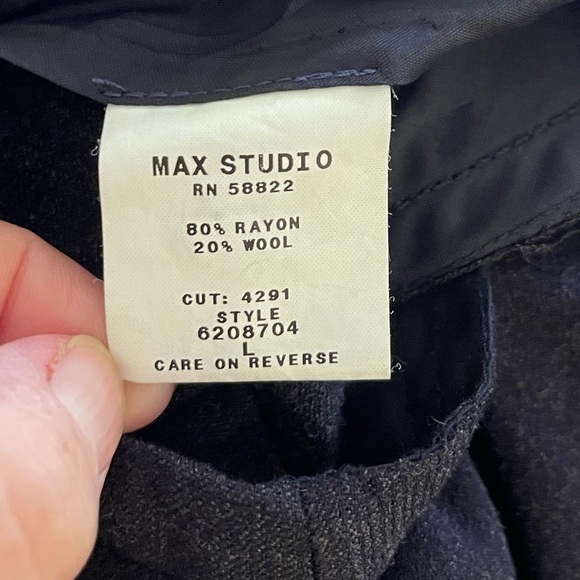 MAX STUDIO
RN 58822
80% RAYON
20% WOOL
CUT: 4291
STYLE
6208704
L
CARE ON REVERSE